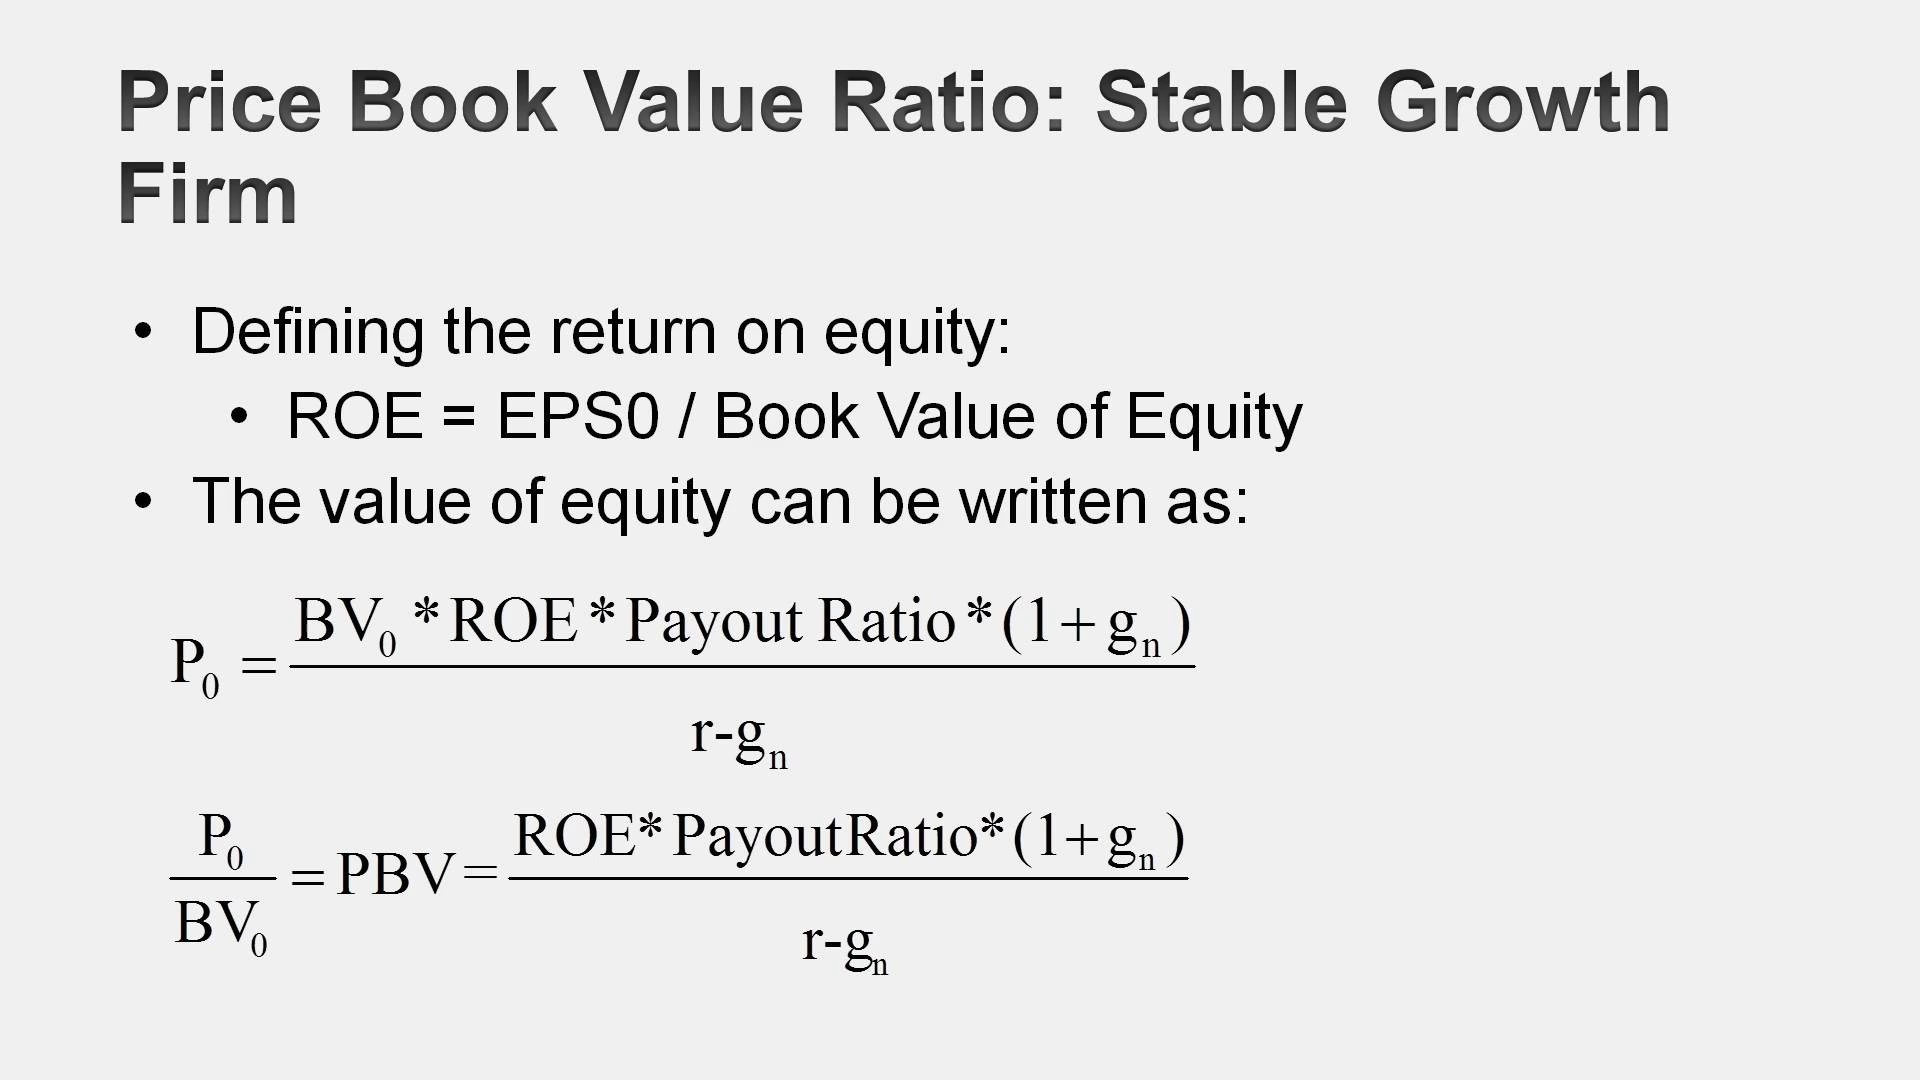 Price Book Value Ratio: Stable Growth
Firm
• Defining the return on equity:
• ROE = EPS0 / Book Value of Equity
• The value of equity can be written as:
P₀ = BV₀ * ROE * Payout Ratio * (1 + gₙ)
r-gₙ
P₀ = PBV = ROE* Payout Ratio* (1+ gₙ)
BV₀ r-gₙ